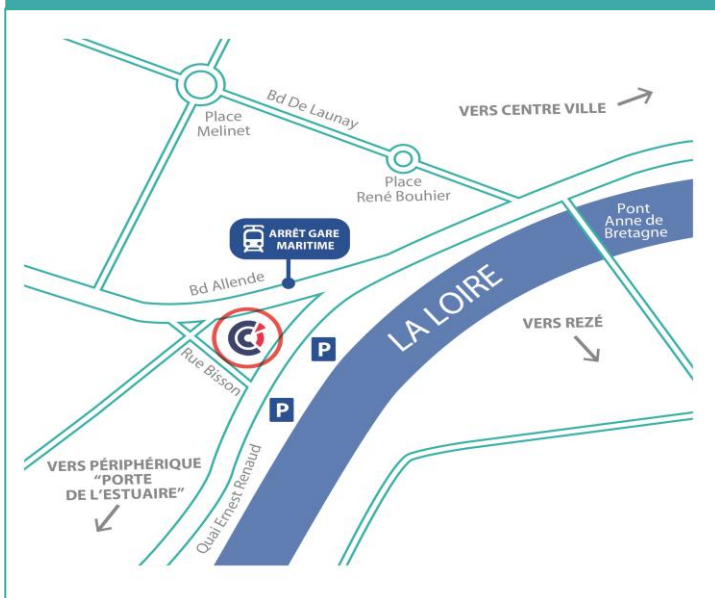 Bd De Launay
VERS CENTRE VILLE
Place
Melinet
Place
René Bouhier
Pont
Anne de
Bretagne
ARRÊT GARE
MARITIME
Bd Allende
LA LOIRE
VERS REZÉ
CCI
P
Rue Bisson
P
VERS PÉRIPHÉRIQUE
“PORTE
DE L’ESTUAIRE”
Quai Ernest Renaud